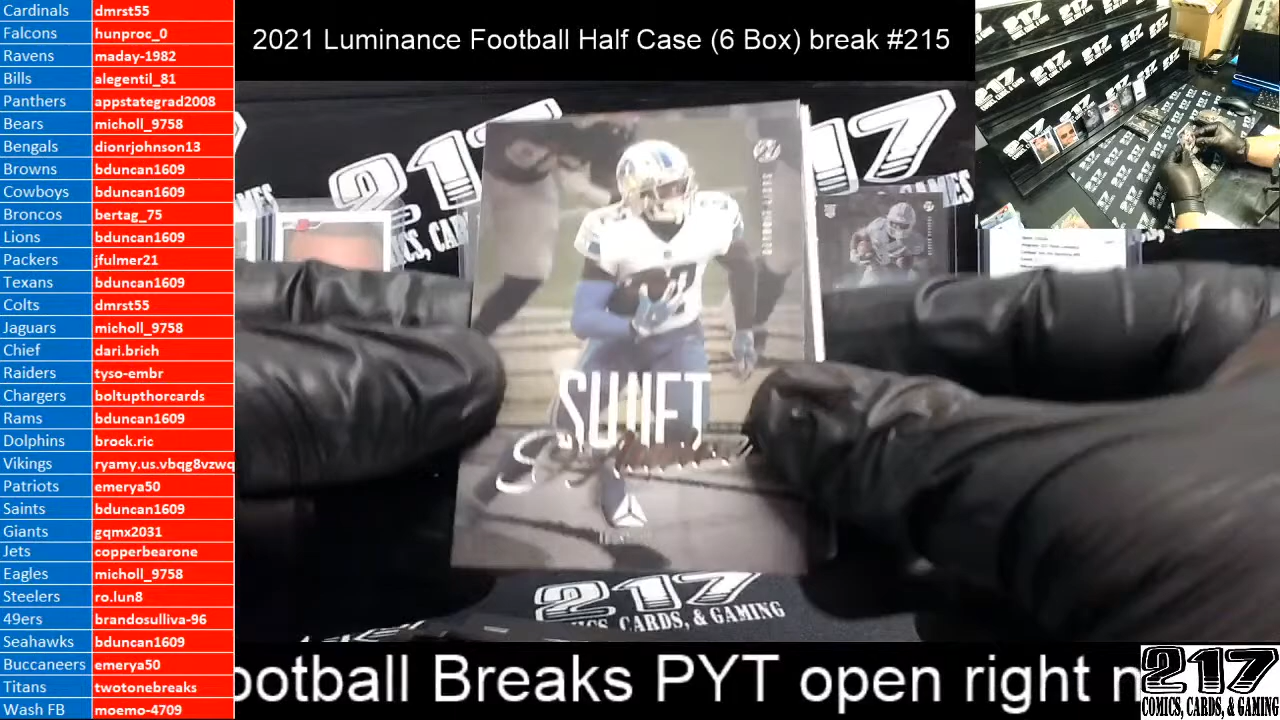 2021 Luminance Football Half Case (6 Box) break #215
Cardinals dmrst55
Falcons hunproc_0
Ravens maday-1982
Bills alegentil_81
Panthers appstategrad2008
Bears micholl_9758
Bengals dionrjohnson13
Browns bduncan1609
Cowboys bduncan1609
Broncos bertag_75
Lions bduncan1609
Packers jfulmer21
Texans bduncan1609
Colts dmrst55
Jaguars micholl_9758
Chief dari.brich
Raiders tyso-embr
Chargers boltupthorcards
Rams bduncan1609
Dolphins brock.ric
Vikings ryamy.us.vbqg8vzwq
Patriots emerya50
Saints bduncan1609
Giants gqmx2031
Jets copperbearone
Eagles micholl_9758
Steelers ro.lun8
49ers brandosulliva-96
Seahawks bduncan1609
Buccaneers emerya50
Titans twotonebreaks
Wash FB moemo-4709
217
SWIFT
217
CS, CARDS, & GAMING
ootball Breaks PYT open right n
217
COMICS, CARDS, & GAMING